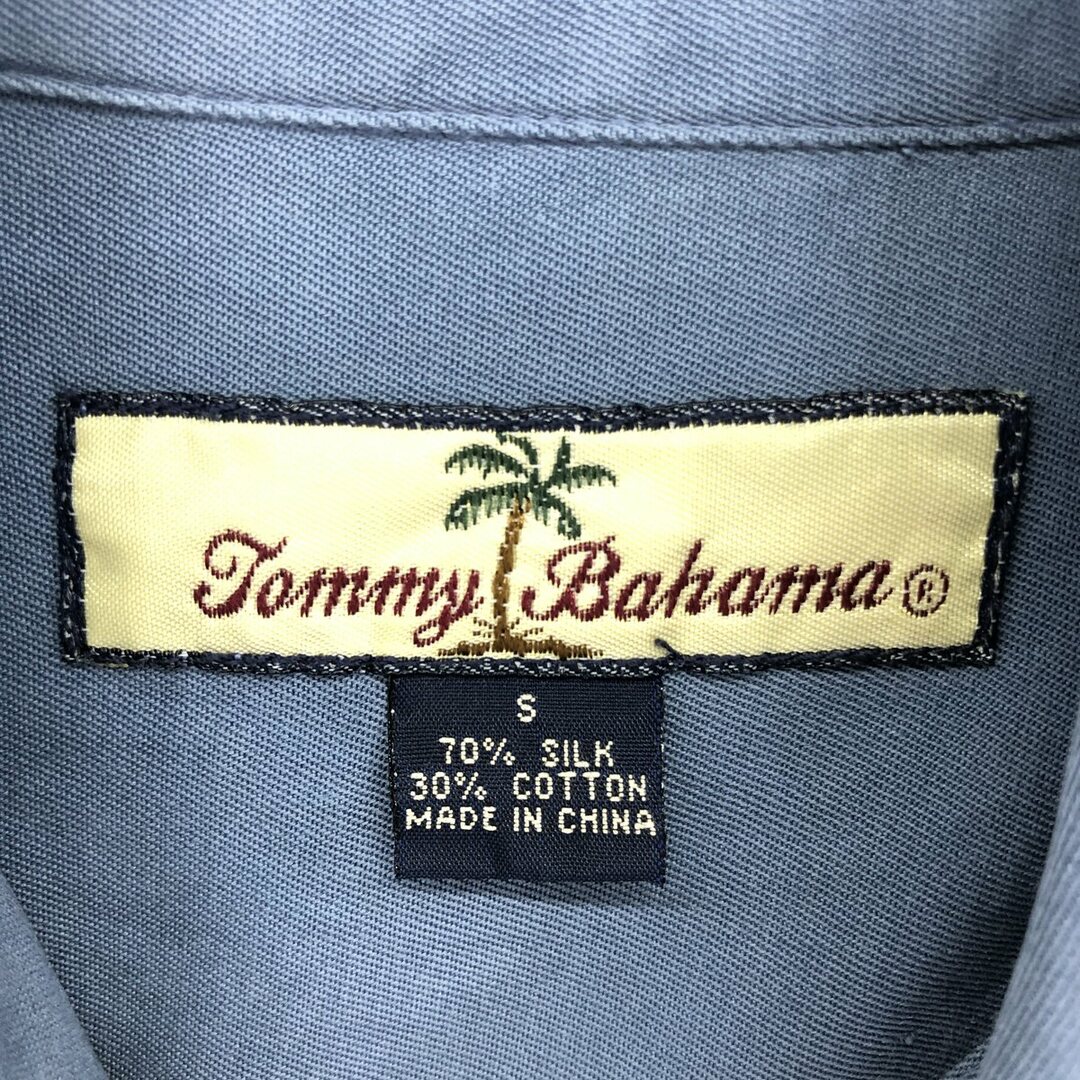 Tommy Bahama®
S
70% SILK
30% COTTON
MADE IN CHINA